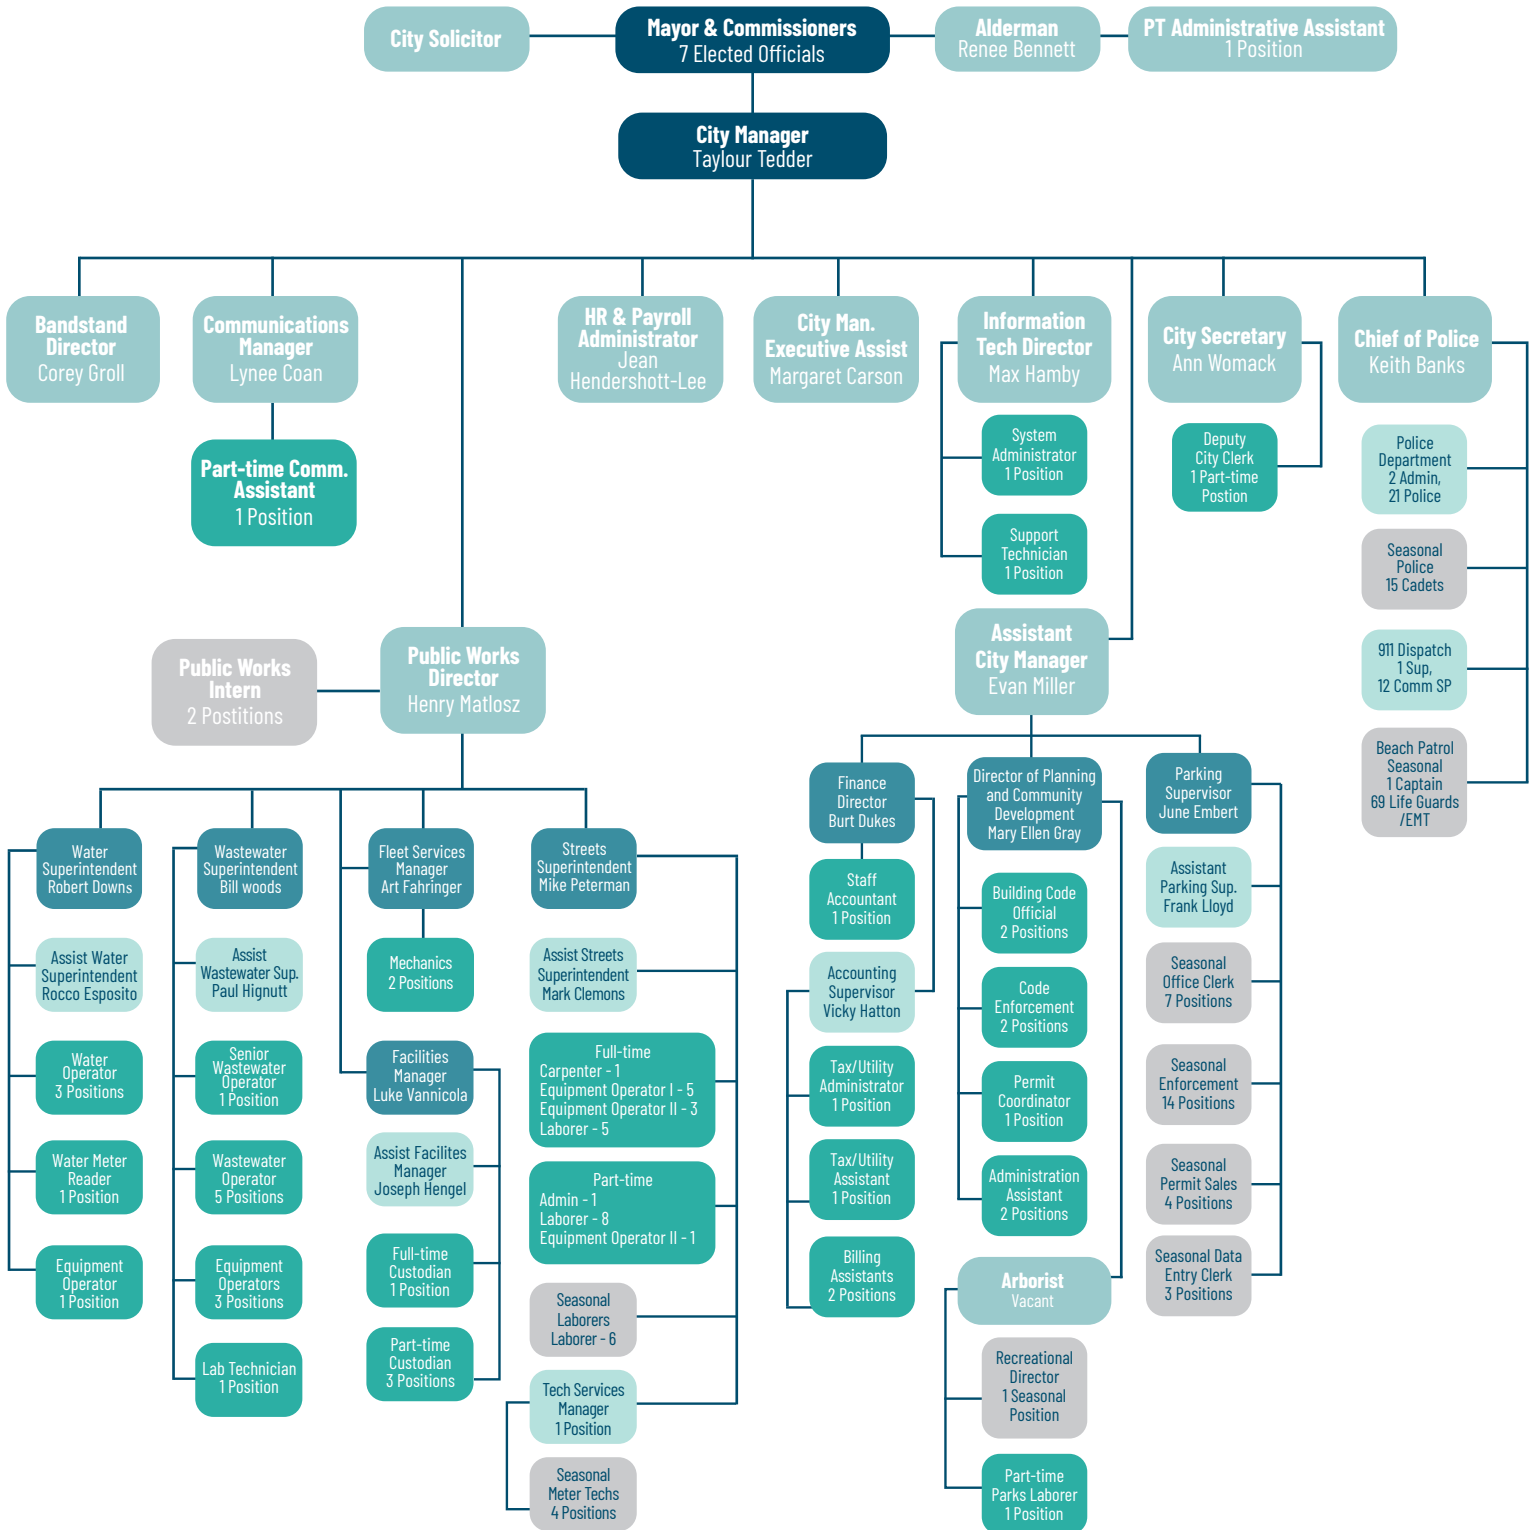 City Solicitor
Mayor & Commissioners
7 Elected Officials
Alderman
Renee Bennett
PT Administrative Assistant
1 Position
City Manager
Taylour Tedder
Bandstand
Director
Corey Groll
Communications
Manager
Lynee Coan
HR & Payroll
Administrator
Jean
Hendershott-Lee
City Man.
Executive Assist
Margaret Carson
Information
Tech Director
Max Hamby
City Secretary
Ann Womack
Chief of Police
Keith Banks
Part-time Comm.
Assistant
1 Position
System
Administrator
1 Position
Support
Technician
1 Position
Deputy
City Clerk
1 Part-time
Postion
Police
Department
2 Admin,
21 Police
Seasonal
Police
15 Cadets
911 Dispatch
1 Sup,
12 Comm SP
Beach Patrol
Seasonal
1 Captain
69 Life Guards
/EMT
Public Works
Intern
2 Postitions
Public Works
Director
Henry Matlosz
Assistant
City Manager
Evan Miller
Water
Superintendent
Robert Downs
Assist Water
Superintendent
Rocco Esposito
Water
Operator
3 Positions
Water Meter
Reader
1 Position
Equipment
Operator
1 Position
Wastewater
Superintendent
Bill woods
Assist
Wastewater Sup.
Paul Hignutt
Senior
Wastewater
Operator
1 Position
Wastewater
Operator
5 Positions
Equipment
Operators
3 Positions
Lab Technician
1 Position
Fleet Services
Manager
Art Fahringer
Mechanics
2 Positions
Facilities
Manager
Luke Vannicola
Assist Facilites
Manager
Joseph Hengel
Full-time
Custodian
1 Position
Part-time
Custodian
3 Positions
Streets
Superintendent
Mike Peterman
Assist Streets
Superintendent
Mark Clemons
Full-time
Carpenter - 1
Equipment Operator I - 5
Equipment Operator II - 3
Laborer - 5
Part-time
Admin - 1
Laborer - 8
Equipment Operator II - 1
Seasonal
Laborers
Laborer - 6
Tech Services
Manager
1 Position
Seasonal
Meter Techs
4 Positions
Finance
Director
Burt Dukes
Staff
Accountant
1 Position
Accounting
Supervisor
Vicky Hatton
Tax/Utility
Administrator
1 Position
Tax/Utility
Assistant
1 Position
Billing
Assistants
2 Positions
Director of Planning
and Community
Development
Mary Ellen Gray
Building Code
Official
2 Positions
Code
Enforcement
2 Positions
Permit
Coordinator
1 Position
Administration
Assistant
2 Positions
Arborist
Vacant
Recreational
Director
1 Seasonal
Position
Part-time
Parks Laborer
1 Position
Parking
Supervisor
June Embert
Assistant
Parking Sup.
Frank Lloyd
Seasonal
Office Clerk
7 Positions
Seasonal
Enforcement
14 Positions
Seasonal
Permit Sales
4 Positions
Seasonal Data
Entry Clerk
3 Positions